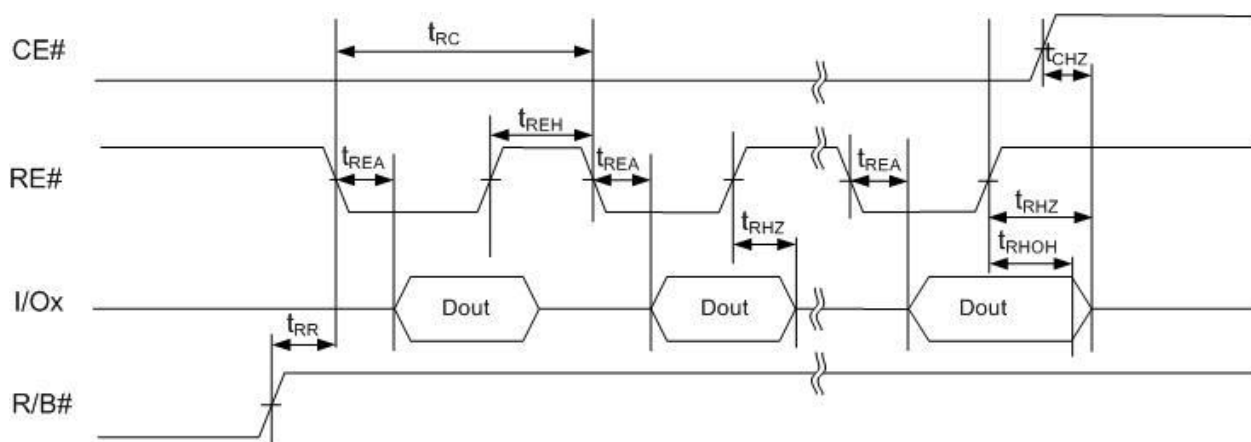 CE#
tRC
tCHZ
RE#
tREA
tREH
tREA
tREA
tRHZ
tRHZ
tRHOH
I/Ox
Dout
Dout
Dout
tRR
R/B#